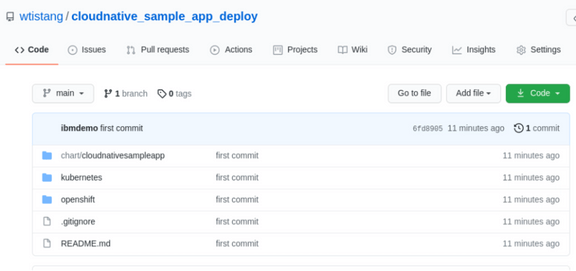 wtistang / cloudnative_sample_app_deploy
Code Issues Pull requests Actions Projects Wiki Security Insights Settings
main 1 branch 0 tags Go to file Add file Code
ibmdemo first commit 6fd8905 11 minutes ago 1 commit
chart/cloudnativesampleapp first commit 11 minutes ago
kubernetes first commit 11 minutes ago
openshift first commit 11 minutes ago
.gitignore first commit 11 minutes ago
README.md first commit 11 minutes ago